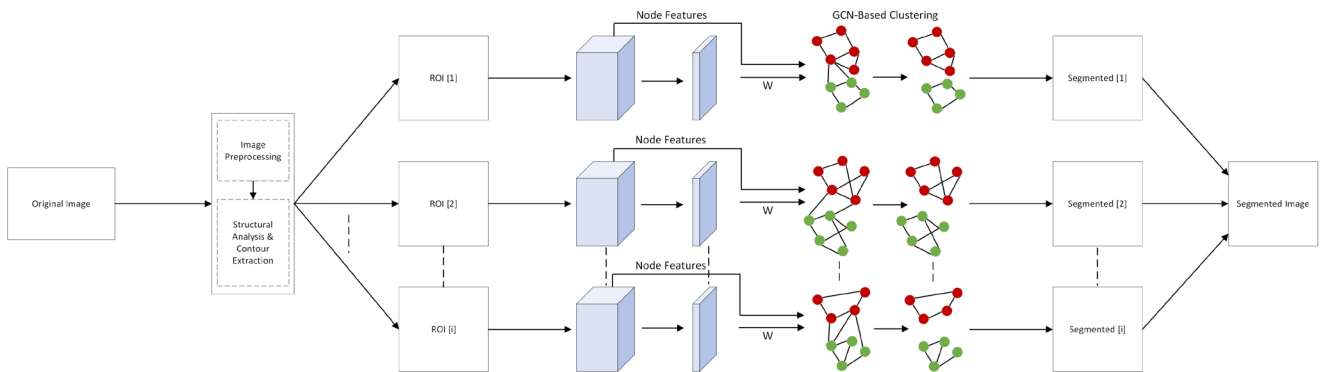 Original Image
Image
Preprocessing
Structural
Analysis &
Contour
Extraction
ROI [1]
ROI [2]
ROI [i]
Node Features
W
Node Features
W
Node Features
W
GCN-Based Clustering
Segmented [1]
Segmented [2]
Segmented [i]
Segmented Image